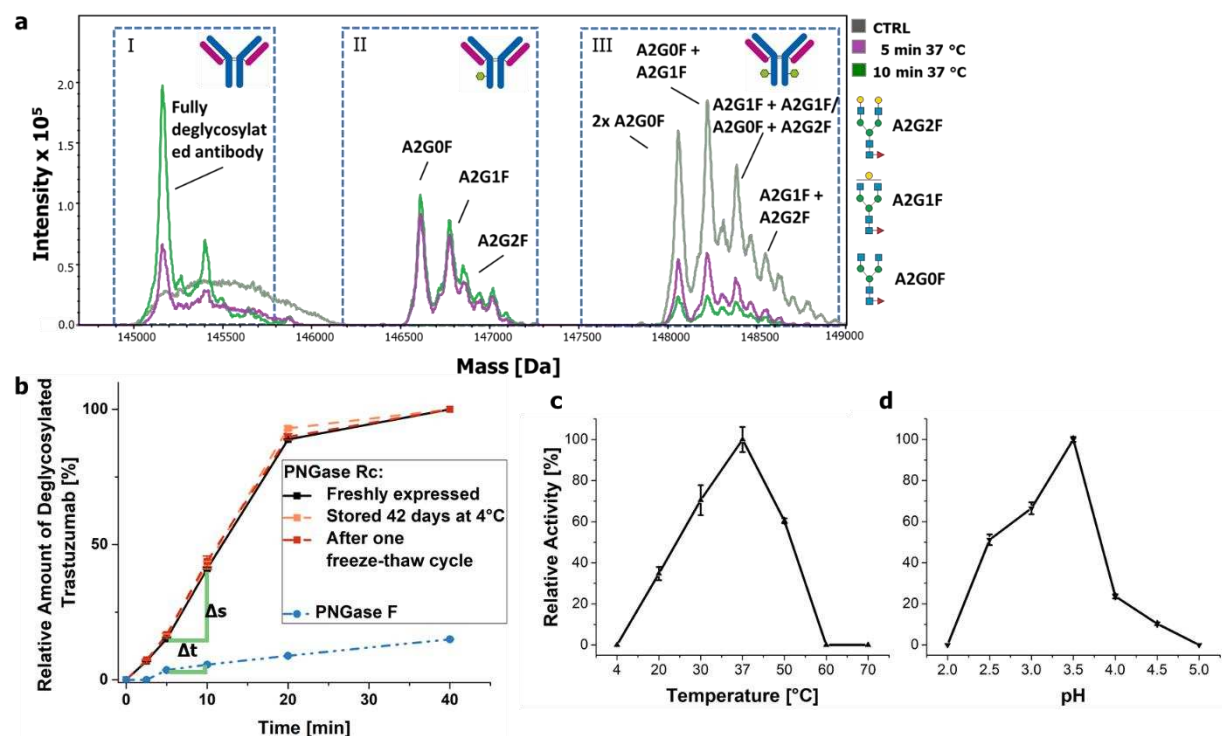 a
I
II
III
CTRL
5 min 37 °C
10 min 37 °C
Intensity x 10⁵
2.0
1.5
1.0
0.5
0.0
Fully
deglycosylat
ed antibody
A2G0F
A2G1F
A2G2F
A2G0F +
A2G1F
2x A2G0F
A2G1F + A2G1F/
A2G0F + A2G2F
A2G1F +
A2G2F
A2G2F
A2G1F
A2G0F
145000
145500
146000
146500
147000
147500
148000
148500
149000
Mass [Da]
b
Relative Amount of Deglycosylated
Trastuzumab [%]
100
50
0
PNGase Rc:
Freshly expressed
Stored 42 days at 4°C
After one
freeze-thaw cycle
PNGase F
Δs
Δt
0
10
20
30
40
Time [min]
c
Relative Activity [%]
100
80
60
40
20
0
4
20
30
37
50
60
70
Temperature [°C]
d
100
80
60
40
20
0
2.0
2.5
3.0
3.5
4.0
4.5
5.0
pH